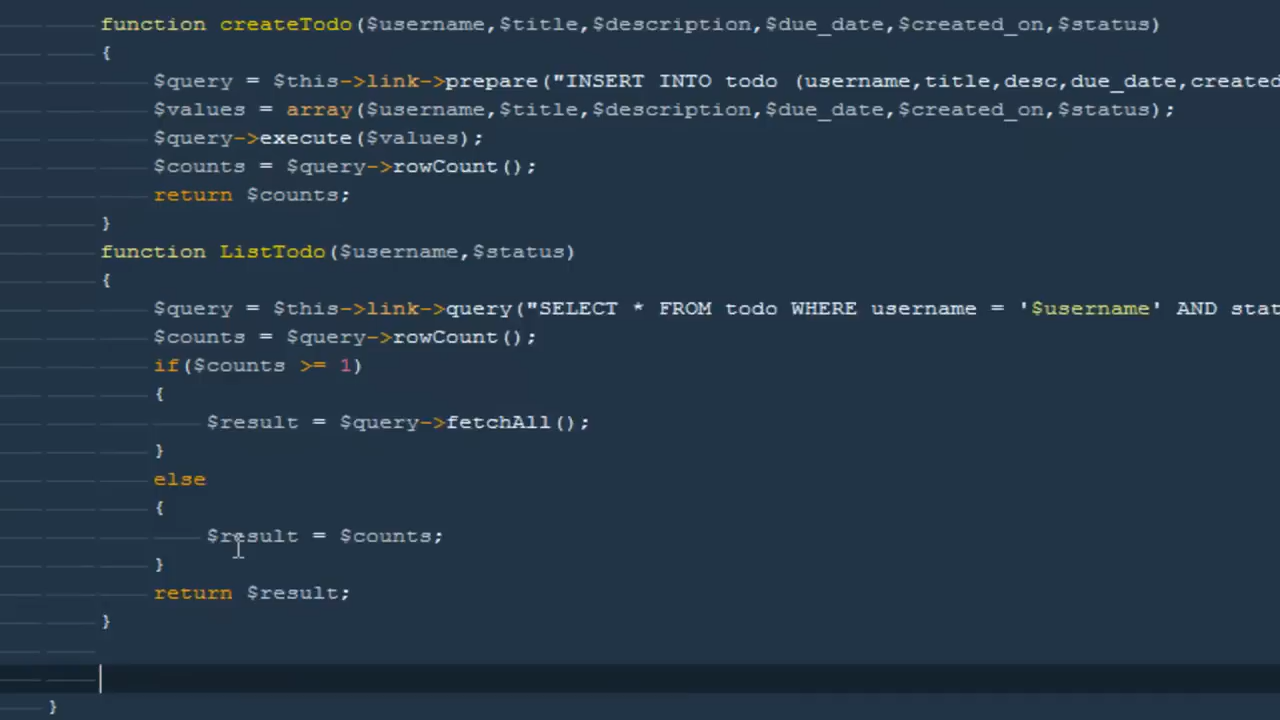 function createTodo($username,$title,$description,$due_date,$created_on,$status)
{
$query = $this->link->prepare("INSERT INTO todo (username,title,desc,due_date,created
$values = array($username,$title,$description,$due_date,$created_on,$status);
$query->execute($values);
$counts = $query->rowCount();
return $counts;
}
function ListTodo($username,$status)
{
$query = $this->link->query("SELECT * FROM todo WHERE username = '$username' AND stat
$counts = $query->rowCount();
if($counts >= 1)
{
$result = $query->fetchAll();
}
else
{
$result = $counts;
}
return $result;
}
}